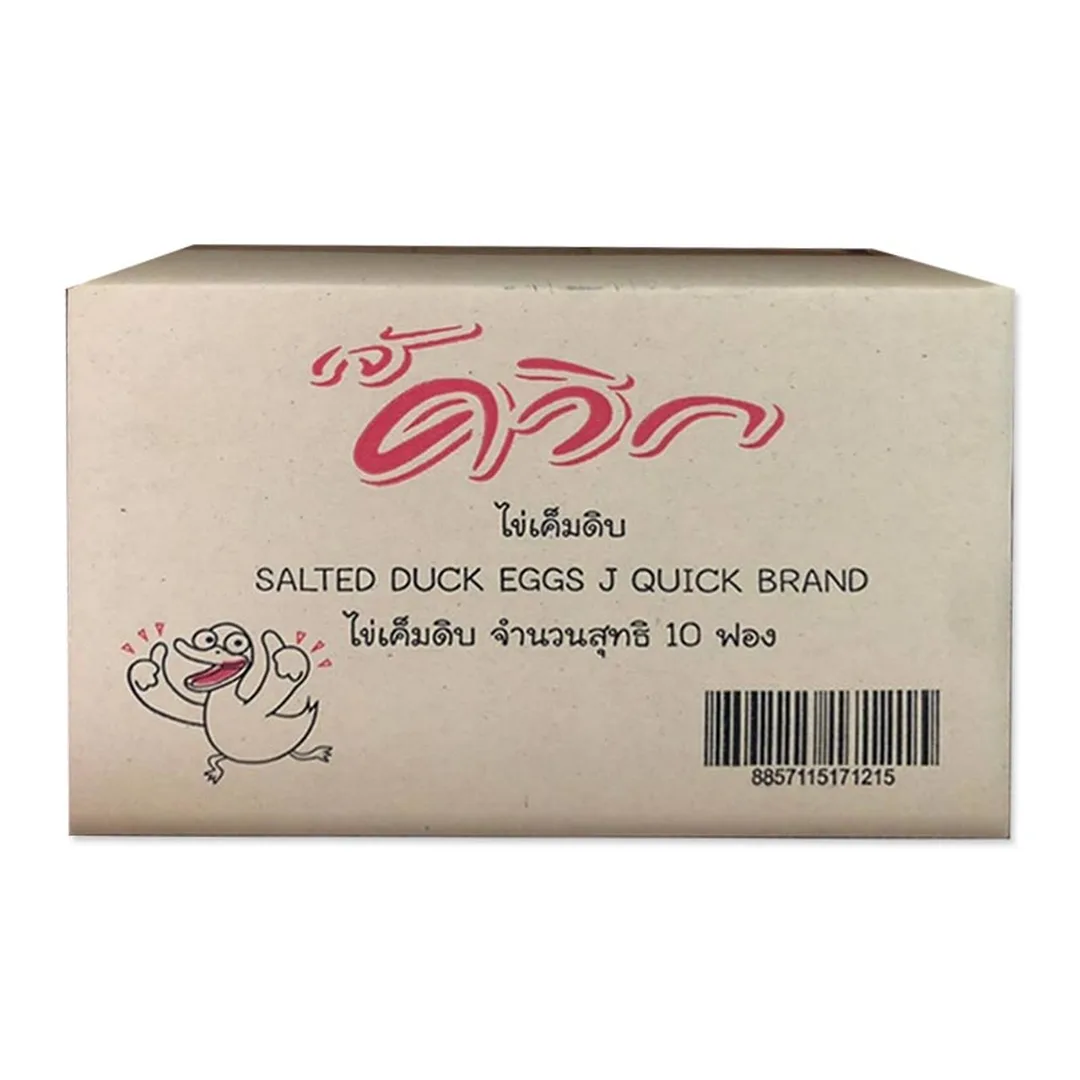 เจ๊
ควิก
ไข่เค็มดิบ
SALTED DUCK EGGS J QUICK BRAND
ไข่เค็มดิบ จำนวนสุทธิ 10 ฟอง
8857115171215